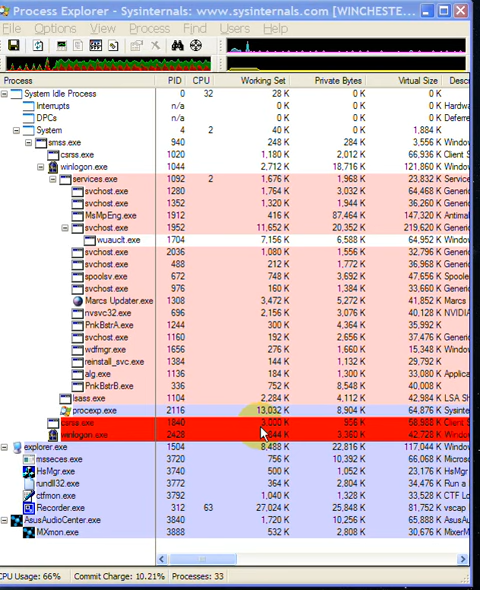 Process Explorer - Sysinternals: www.sysinternals.com [WINCHESTE...
File Options View Process Find Users Help
Process PID CPU Working Set Private Bytes Virtual Size Descr
System Idle Process 0 32 28 K 0 K 0 K
Interrupts n/a 0 K 0 K 0 K Hardwa
DPCs n/a 0 K 0 K 0 K Deferre
System 4 2 40 K 0 K 1,884 K
smss.exe 940 248 K 284 K 3,556 K Window
csrss.exe 1020 1,180 K 2,012 K 66,936 K Client S
winlogon.exe 1044 2,712 K 18,716 K 121,860 K Window
services.exe 1092 2 1,676 K 1,968 K 23,832 K Service
svchost.exe 1280 1,764 K 3,032 K 64,468 K Generic
svchost.exe 1352 1,320 K 1,944 K 36,260 K Generic
MsMpEng.exe 1912 416 K 87,464 K 147,320 K Antimal
svchost.exe 1952 11,652 K 20,352 K 219,620 K Generic
wuauclt.exe 1704 7,156 K 6,588 K 64,952 K Window
svchost.exe 2036 1,080 K 1,556 K 32,796 K Generic
svchost.exe 488 212 K 1,772 K 36,968 K Generic
spoolsv.exe 672 748 K 3,692 K 47,656 K Spooler
svchost.exe 976 160 K 1,384 K 33,660 K Generic
Marcs Updater.exe 1308 3,472 K 5,272 K 41,852 K Marcs
nvsvc32.exe 696 2,156 K 3,076 K 40,128 K NVIDIA
PnkBstrA.exe 1244 300 K 4,364 K 35,992 K
svchost.exe 1160 192 K 2,656 K 37,476 K Generic
wdfmgr.exe 1656 276 K 1,660 K 15,348 K Window
reinstall_svc.exe 1384 144 K 1,132 K 29,792 K
alg.exe 1136 184 K 1,300 K 33,080 K Applica
PnkBstrB.exe 336 752 K 8,548 K 40,008 K
lsass.exe 1104 2,284 K 4,112 K 42,984 K LSA SH
procexp.exe 2116 13,032 K 8,904 K 64,876 K Sysinte
csrss.exe 1840 3,000 K 956 K 58,988 K Client S
winlogon.exe 2428 844 K 3,360 K 42,728 K Window
explorer.exe 1504 8,488 K 22,816 K 117,044 K Window
msseces.exe 3720 756 K 10,392 K 66,068 K Microsof
HsMgr.exe 3740 500 K 1,052 K 23,176 K HsMgr
rundll32.exe 3772 364 K 2,804 K 34,476 K Run a
ctfmon.exe 3792 1,040 K 1,328 K 33,528 K CTF Lo
Recorder.exe 312 63 27,024 K 25,848 K 81,752 K vscap
AsusAudioCenter.exe 3840 1,720 K 10,256 K 65,888 K AsusAu
MXmon.exe 3888 532 K 2,808 K 30,676 K MixerM
CPU Usage: 66% Commit Charge: 10.21% Processes: 33